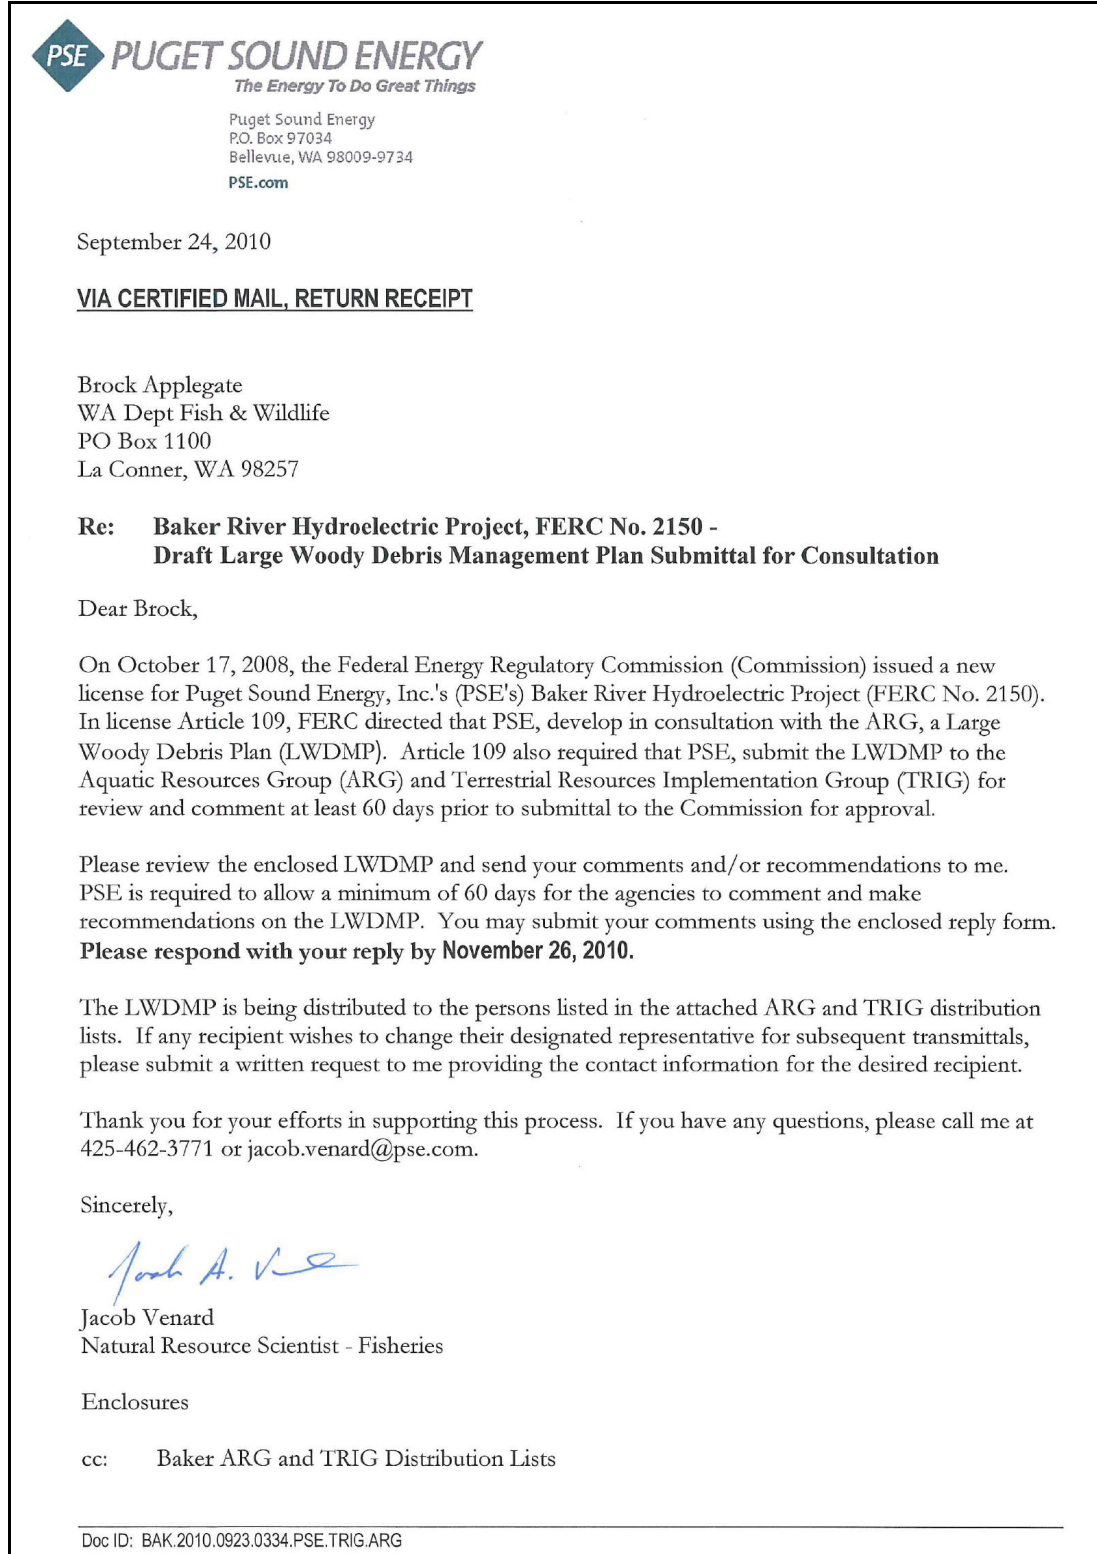 PSE PUGET SOUND ENERGY
The Energy To Do Great Things
Puget Sound Energy
P.O. Box 97034
Bellevue, WA 98009-9734
PSE.com
September 24, 2010
VIA CERTIFIED MAIL, RETURN RECEIPT
Brock Applegate
WA Dept Fish & Wildlife
PO Box 1100
La Conner, WA 98257
Re: Baker River Hydroelectric Project, FERC No. 2150 -
Draft Large Woody Debris Management Plan Submittal for Consultation
Dear Brock,
On October 17, 2008, the Federal Energy Regulatory Commission (Commission) issued a new
license for Puget Sound Energy, Inc.'s (PSE's) Baker River Hydroelectric Project (FERC No. 2150).
In license Article 109, FERC directed that PSE, develop in consultation with the ARG, a Large
Woody Debris Plan (LWDMP). Article 109 also required that PSE, submit the LWDMP to the
Aquatic Resources Group (ARG) and Terrestrial Resources Implementation Group (TRIG) for
review and comment at least 60 days prior to submittal to the Commission for approval.
Please review the enclosed LWDMP and send your comments and/or recommendations to me.
PSE is required to allow a minimum of 60 days for the agencies to comment and make
recommendations on the LWDMP. You may submit your comments using the enclosed reply form.
Please respond with your reply by November 26, 2010.
The LWDMP is being distributed to the persons listed in the attached ARG and TRIG distribution
lists. If any recipient wishes to change their designated representative for subsequent transmittals,
please submit a written request to me providing the contact information for the desired recipient.
Thank you for your efforts in supporting this process. If you have any questions, please call me at
425-462-3771 or jacob.venard@pse.com.
Sincerely,
Jacob Venard
Natural Resource Scientist - Fisheries
Enclosures
cc: Baker ARG and TRIG Distribution Lists
Doc ID: BAK.2010.0923.0334.PSE.TRIG.ARG